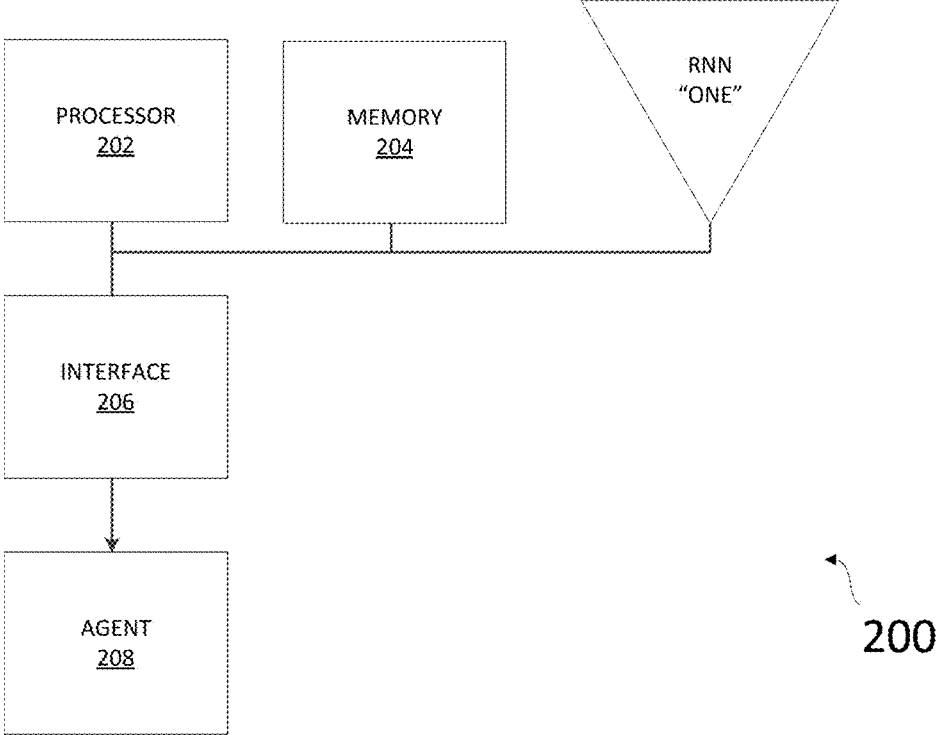 PROCESSOR
202
MEMORY
204
RNN
“ONE”
INTERFACE
206
AGENT
208
200